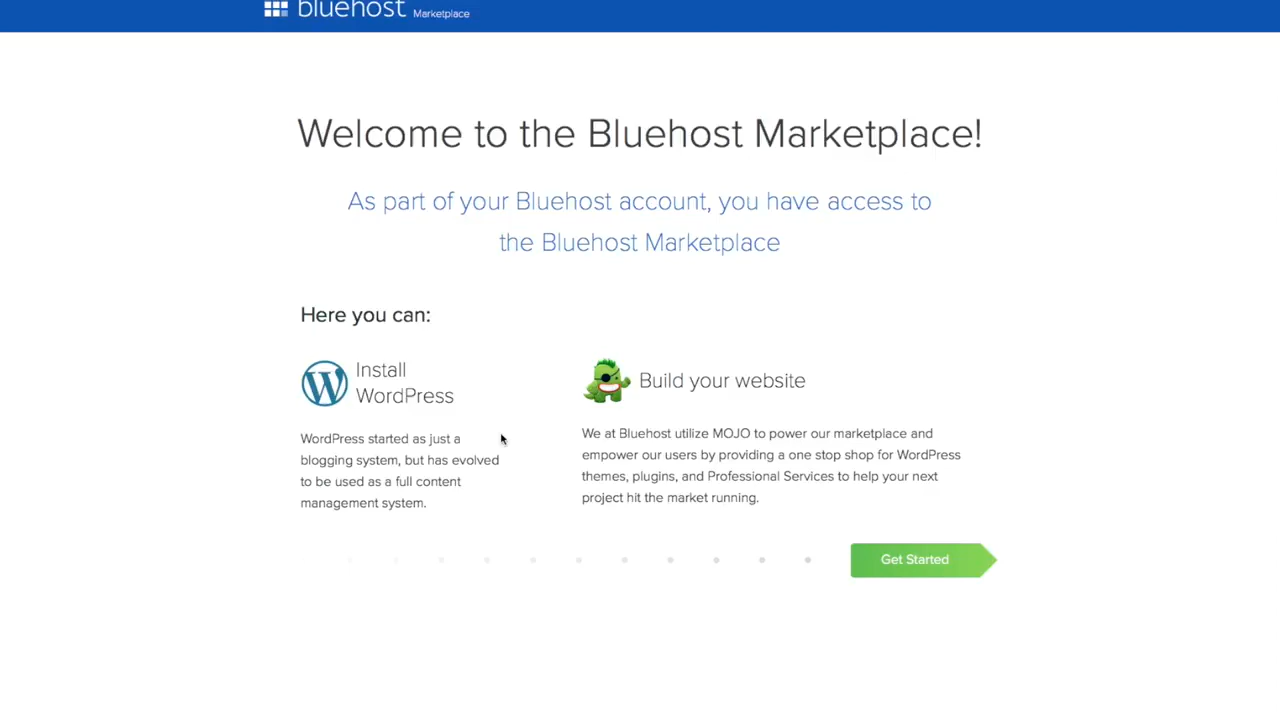 bluehost Marketplace
Welcome to the Bluehost Marketplace!
As part of your Bluehost account, you have access to
the Bluehost Marketplace
Here you can:
Install
WordPress
WordPress started as just a
blogging system, but has evolved
to be used as a full content
management system.
Build your website
We at Bluehost utilize MOJO to power our marketplace and
empower our users by providing a one stop shop for WordPress
themes, plugins, and Professional Services to help your next
project hit the market running.
Get Started